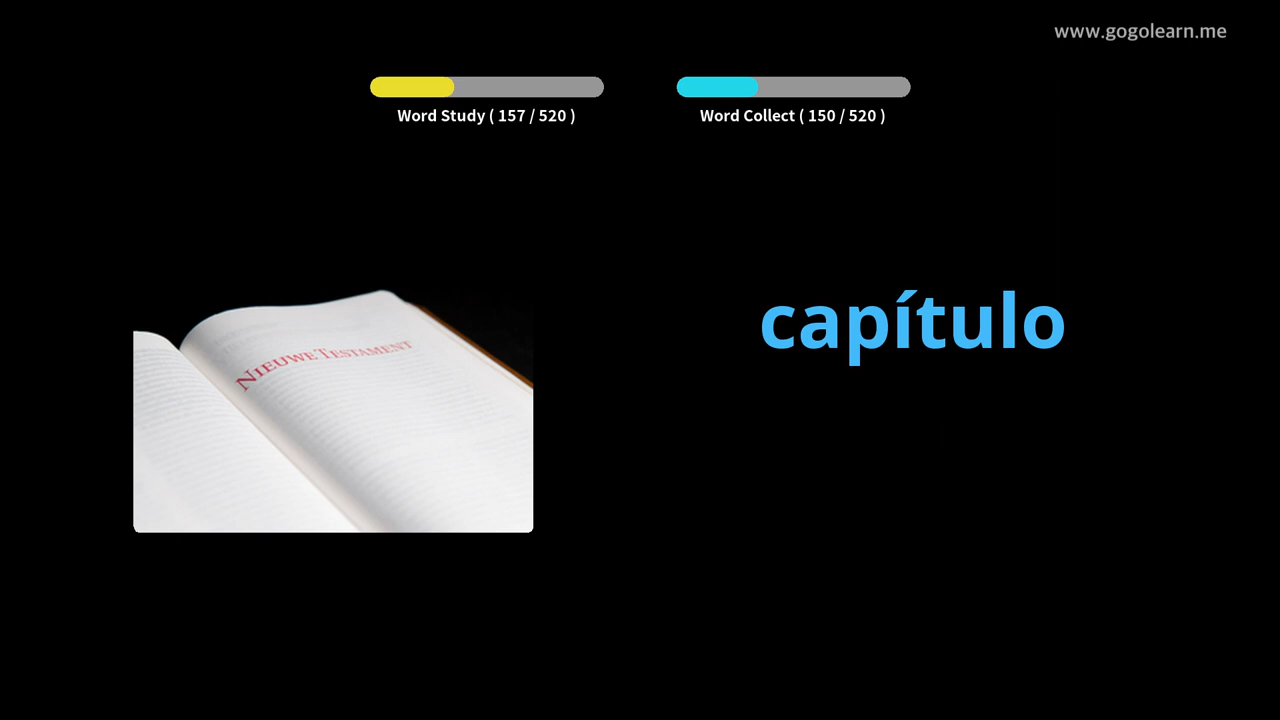 www.gogolearn.me
Word Study ( 157 / 520 )
Word Collect ( 150 / 520 )
NIEUWE TESTAMENT
capítulo